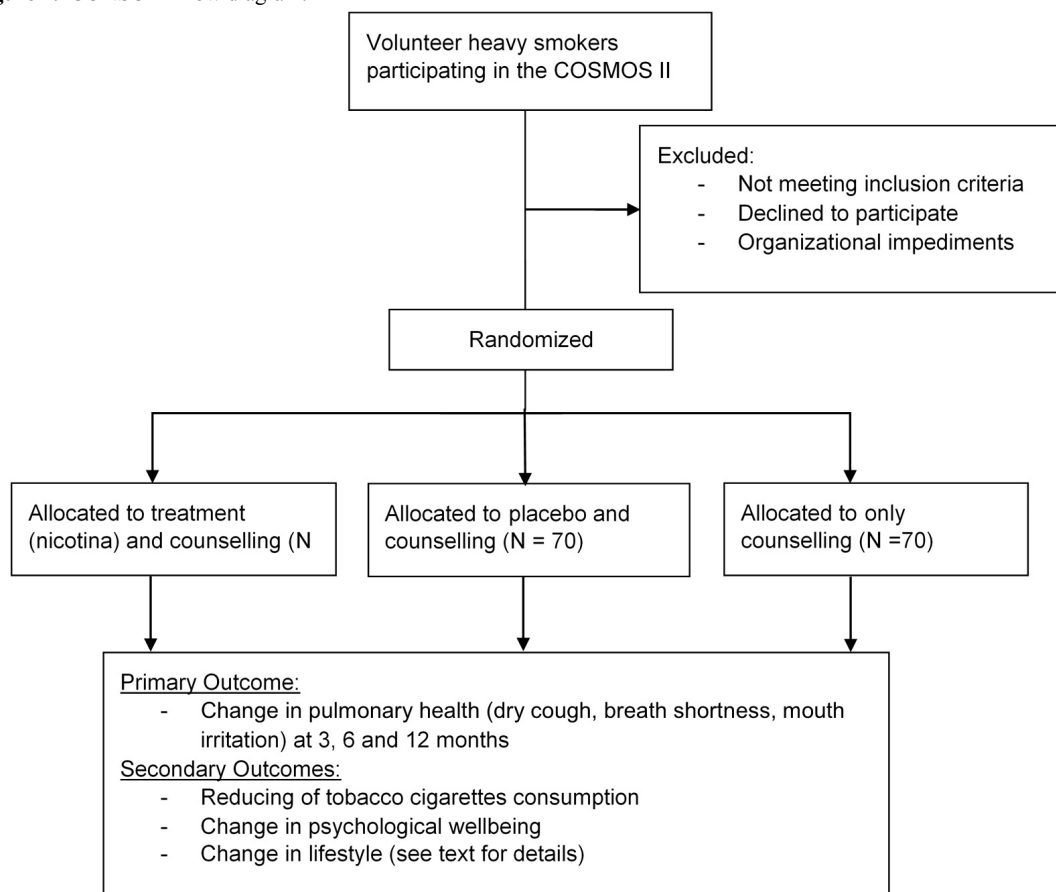 Volunteer heavy smokers
participating in the COSMOS II
Excluded:
- Not meeting inclusion criteria
- Declined to participate
- Organizational impediments
Randomized
Allocated to treatment
(nicotina) and counselling (N
Allocated to placebo and
counselling (N = 70)
Allocated to only
counselling (N =70)
Primary Outcome:
- Change in pulmonary health (dry cough, breath shortness, mouth
irritation) at 3, 6 and 12 months
Secondary Outcomes:
- Reducing of tobacco cigarettes consumption
- Change in psychological wellbeing
- Change in lifestyle (see text for details)